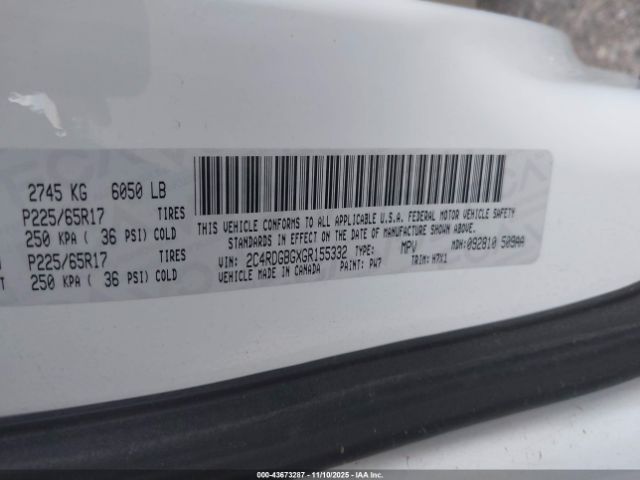 2745 KG 6050 LB
P225/65R17 TIRES
250 KPA ( 36 PSI) COLD
P225/65R17 TIRES
250 KPA ( 36 PSI) COLD
THIS VEHICLE CONFORMS TO ALL APPLICABLE U.S.A. FEDERAL MOTOR VEHICLE SAFETY
STANDARDS IN EFFECT ON THE DATE OF MANUFACTURE SHOWN ABOVE.
VIN: 2C4RDGBGXGR155332 TYPE: MPV MDH: 092810 509AA
VEHICLE MADE IN CANADA PAINT: PW7 TRIM: H7X1
000-43673287 - 11/10/2025 - IAAI.COM